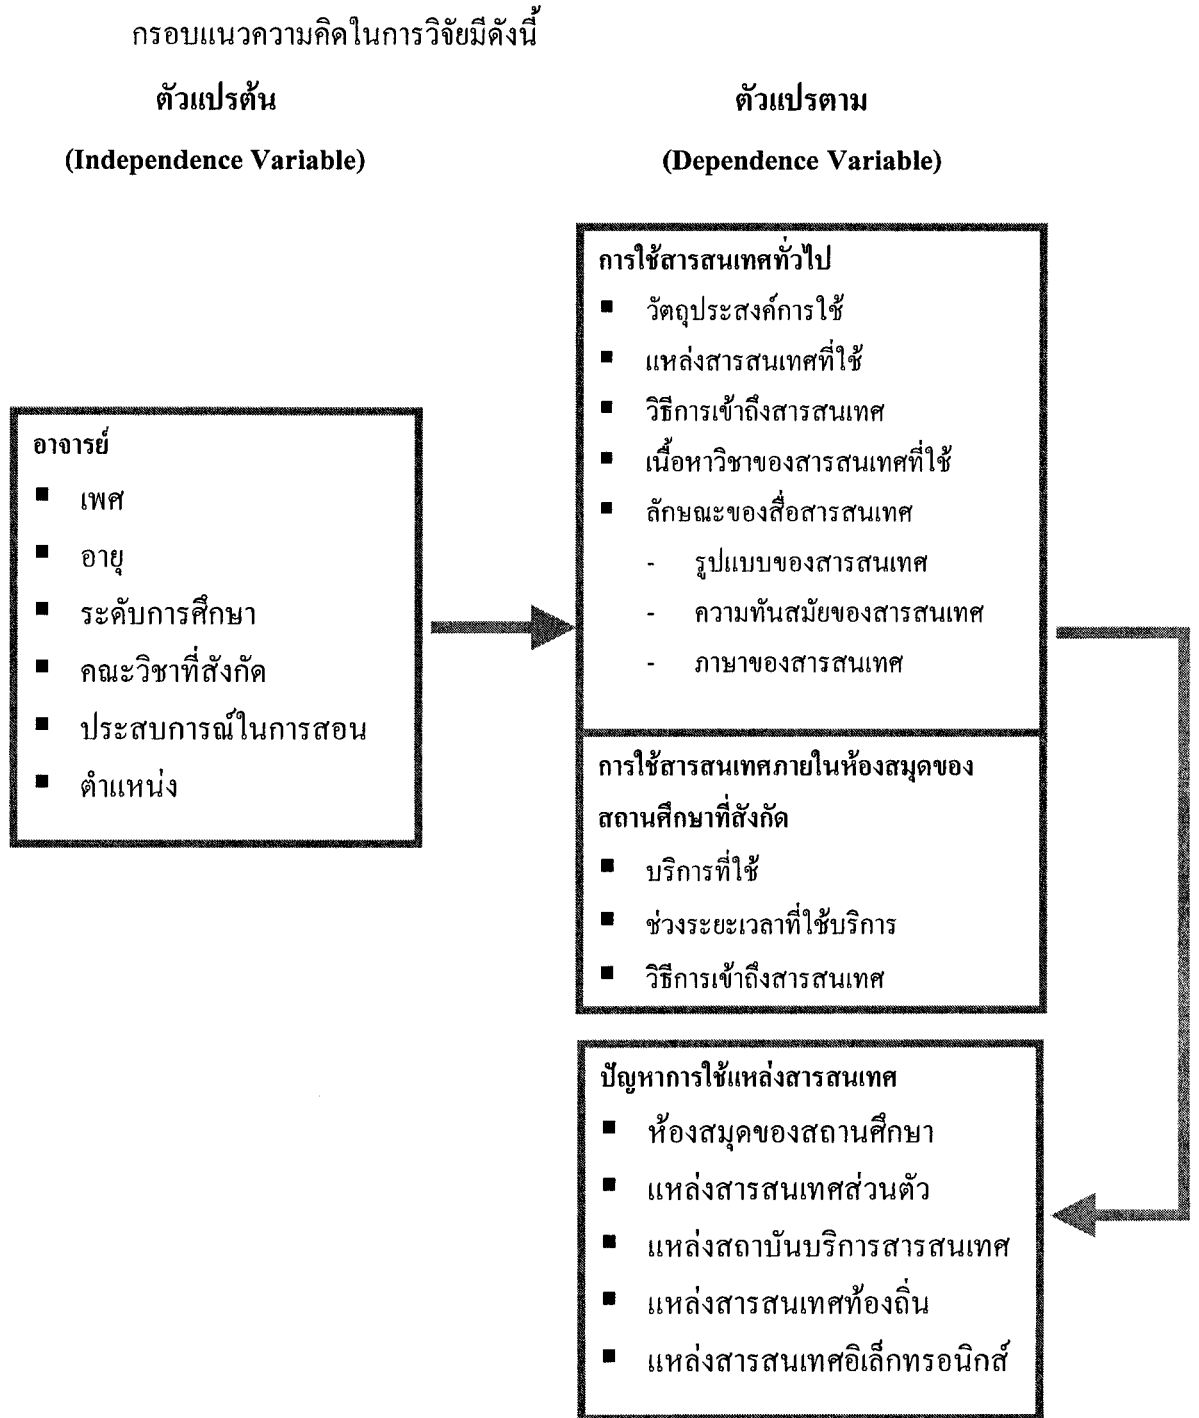 กรอบแนวความคิดในการวิจัยมีดังนี้
ตัวแปรต้น
(Independence Variable)
ตัวแปรตาม
(Dependence Variable)
อาจารย์
■ เพศ
■ อายุ
■ ระดับการศึกษา
■ คณะวิชาที่สังกัด
■ ประสบการณ์ในการสอน
■ ตำแหน่ง
การใช้สารสนเทศทั่วไป
■ วัตถุประสงค์การใช้
■ แหล่งสารสนเทศที่ใช้
■ วิธีการเข้าถึงสารสนเทศ
■ เนื้อหาวิชาของสารสนเทศที่ใช้
■ ลักษณะของสื่อสารสนเทศ
- รูปแบบของสารสนเทศ
- ความทันสมัยของสารสนเทศ
- ภาษาของสารสนเทศ
การใช้สารสนเทศภายในห้องสมุดของ
สถานศึกษาที่สังกัด
■ บริการที่ใช้
■ ช่วงระยะเวลาที่ใช้บริการ
■ วิธีการเข้าถึงสารสนเทศ
ปัญหาการใช้แหล่งสารสนเทศ
■ ห้องสมุดของสถานศึกษา
■ แหล่งสารสนเทศส่วนตัว
■ แหล่งสถาบันบริการสารสนเทศ
■ แหล่งสารสนเทศท้องถิ่น
■ แหล่งสารสนเทศอิเล็กทรอนิกส์